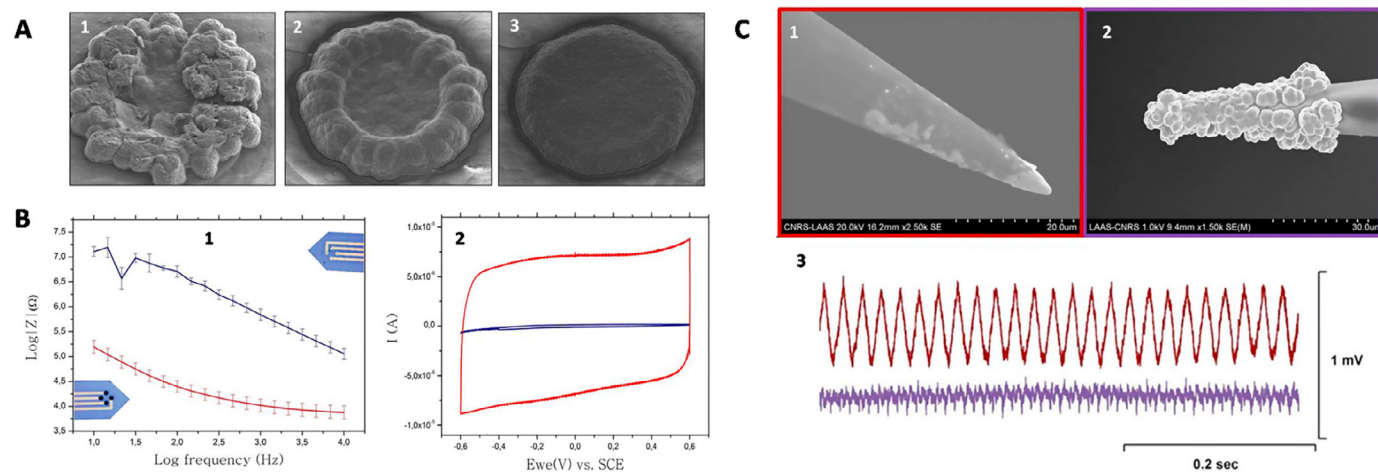 A
1
2
3
B
1
7,5
7,0
6,5
6,0
5,5
5,0
4,5
4,0
3,5
Log|Z|(Ω)
1,0
1,5
2,0
2,5
3,0
3,5
4,0
Log frequency (Hz)
2
1,0x10⁻⁵
5,0x10⁻⁶
0,0
-5,0x10⁻⁶
-1,0x10⁻⁵
I (A)
-0,6
-0,4
-0,2
0,0
0,2
0,4
0,6
Ewe(V) vs. SCE
C
1
CNRS-LAAS 20.0kV 16.2mm x2.50k SE
20.0um
2
LAAS-CNRS 1.0kV 9.4mm x1.50k SE(M)
30.0um
3
1 mV
0.2 sec